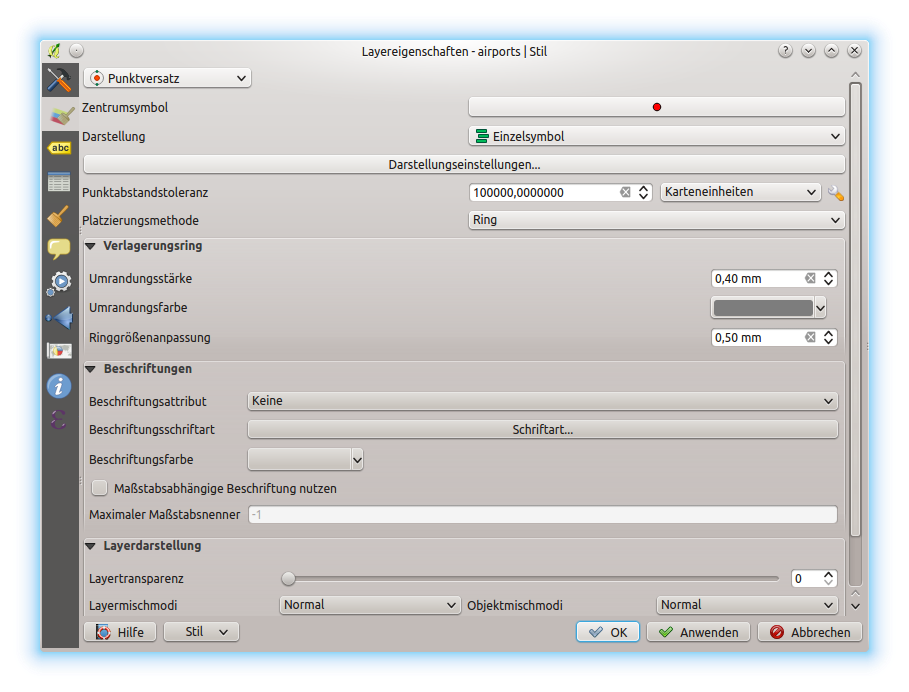 Layereigenschaften - airports | Stil
Punktversatz
Zentrumsymbol
Darstellung Einzelsymbol
Darstellungseinstellungen...
Punktabstandstoleranz 100000,0000000 Karteneinheiten
Platzierungsmethode Ring
Verlagerungsring
Umrandungsstärke 0,40 mm
Umrandungsfarbe
Ringgrößenanpassung 0,50 mm
Beschriftungen
Beschriftungsattribut Keine
Beschriftungsschriftart Schriftart...
Beschriftungsfarbe
Maßstabsabhängige Beschriftung nutzen
Maximaler Maßstabsnenner -1
Layerdarstellung
Layertransparenz 0
Layermischmodi Normal Objektmischmodi Normal
Hilfe Stil OK Anwenden Abbrechen
abc